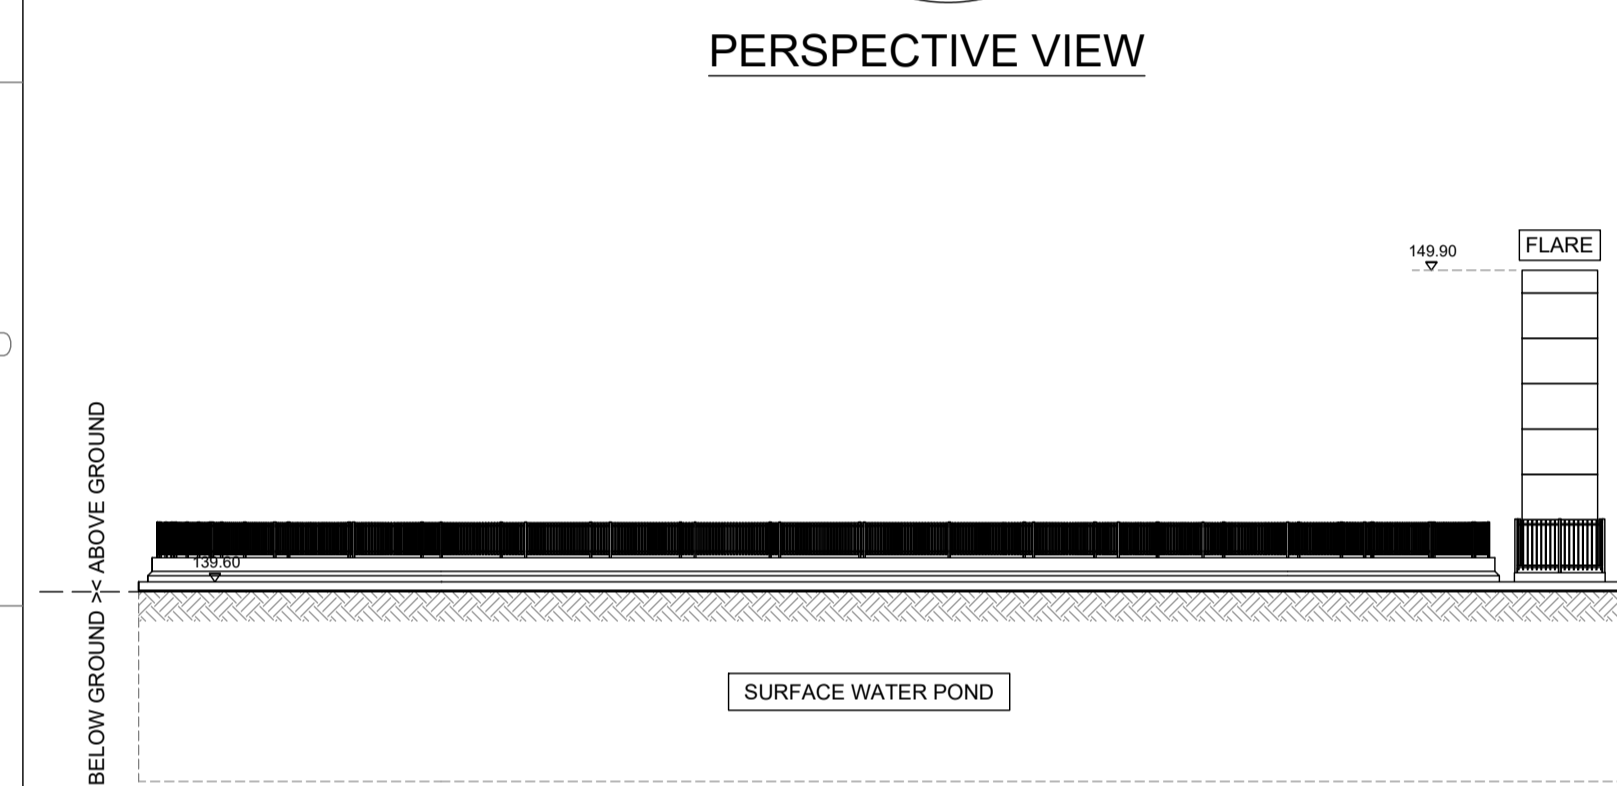 PERSPECTIVE VIEW
FLARE
149.90
139.60
BELOW GROUND >< ABOVE GROUND
SURFACE WATER POND